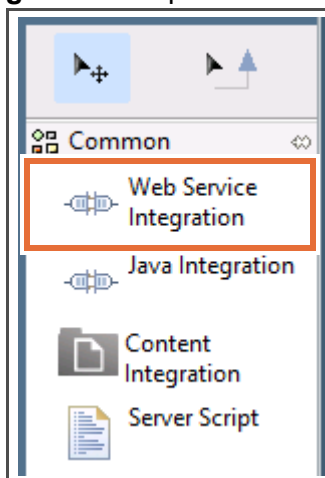 Common
Web Service
Integration
Java Integration
Content
Integration
Server Script